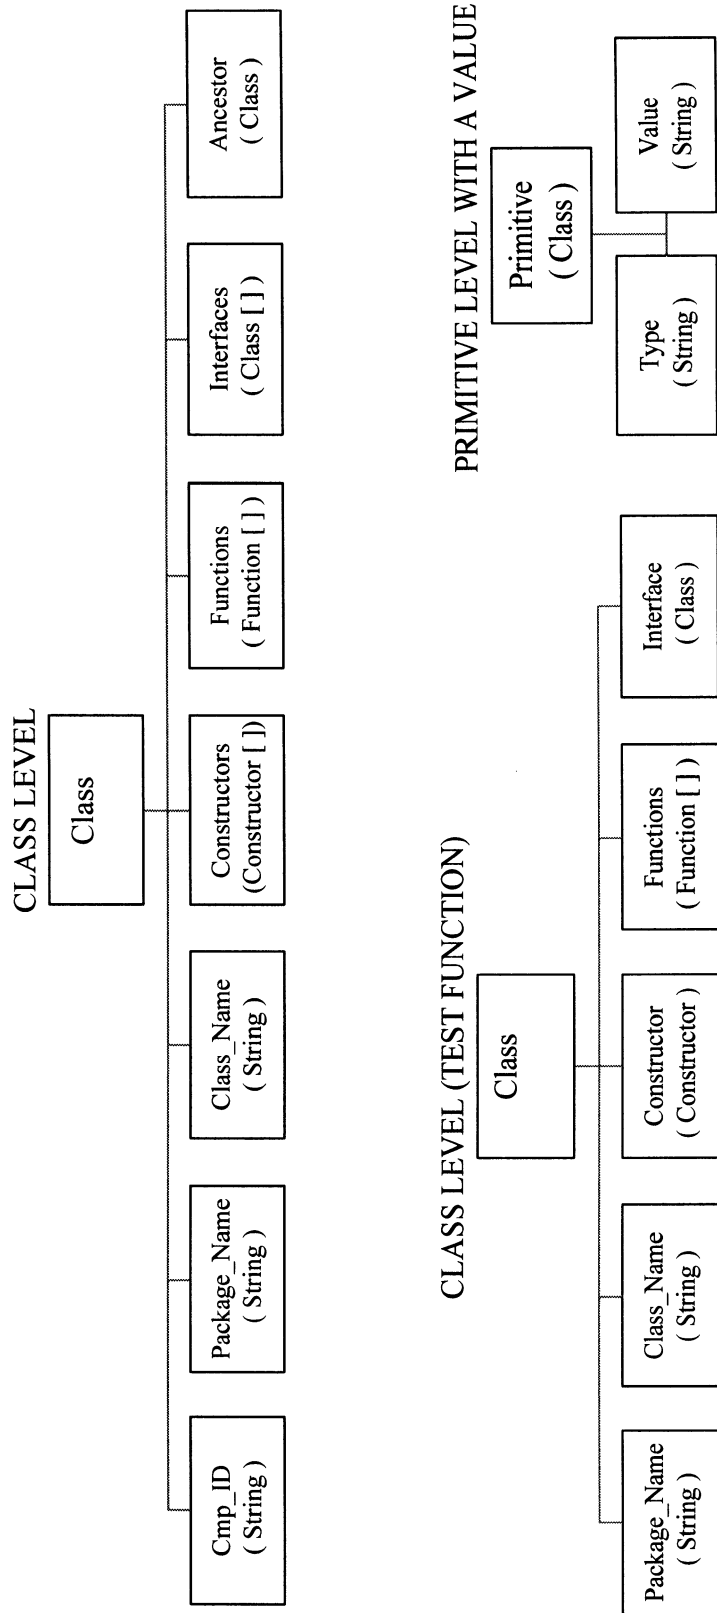 CLASS LEVEL
Class
Cmp_ID
( String )
Package_Name
( String )
Class_Name
( String )
Constructors
(Constructor [ ])
Functions
( Function [ ] )
Interfaces
( Class [ ] )
Ancestor
( Class )
CLASS LEVEL (TEST FUNCTION)
Class
Package_Name
( String )
Class_Name
( String )
Constructor
( Constructor )
Functions
( Function [ ] )
Interface
( Class )
PRIMITIVE LEVEL WITH A VALUE
Primitive
( Class )
Type
( String )
Value
( String )